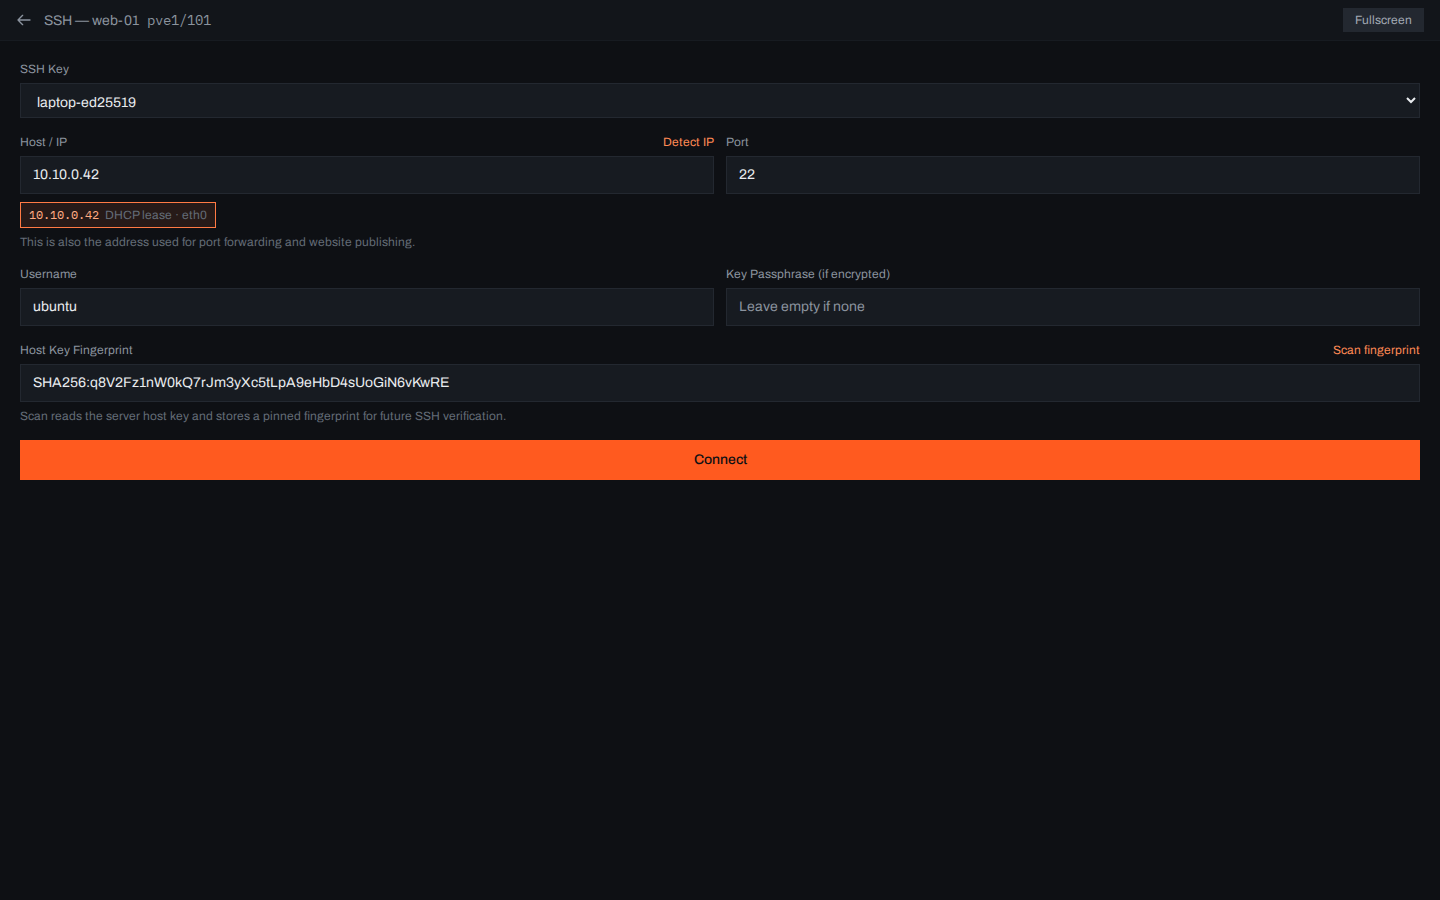 SSH — web-01 pve1/101
Fullscreen
SSH Key
laptop-ed25519
Host / IP
Detect IP
Port
10.10.0.42
22
10.10.0.42 DHCP lease · eth0
This is also the address used for port forwarding and website publishing.
Username
Key Passphrase (if encrypted)
ubuntu
Leave empty if none
Host Key Fingerprint
Scan fingerprint
SHA256:q8V2Fz1nW0kQ7rJm3yXc5tLpA9eHbD4sUoGiN6vKwRE
Scan reads the server host key and stores a pinned fingerprint for future SSH verification.
Connect